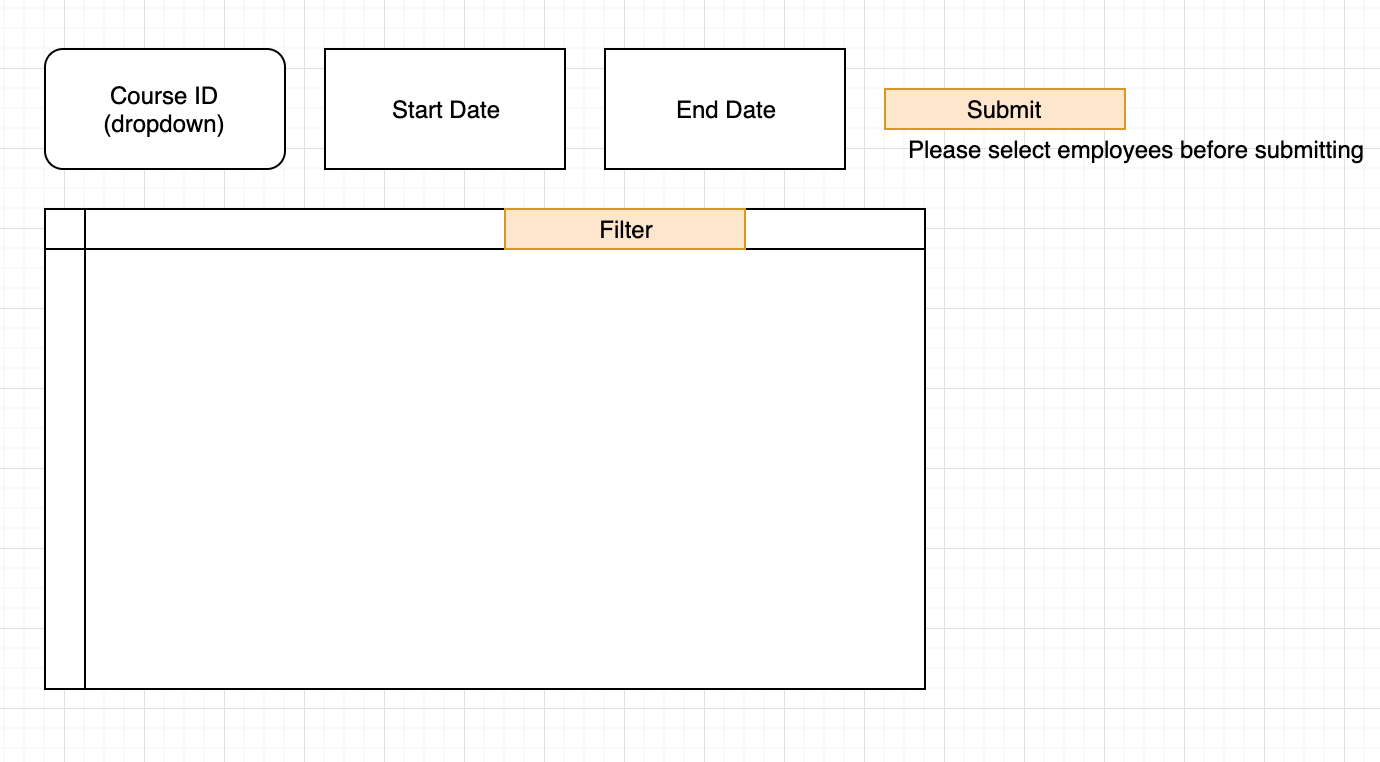 Course ID
(dropdown)
Start Date
End Date
Submit
Please select employees before submitting
Filter